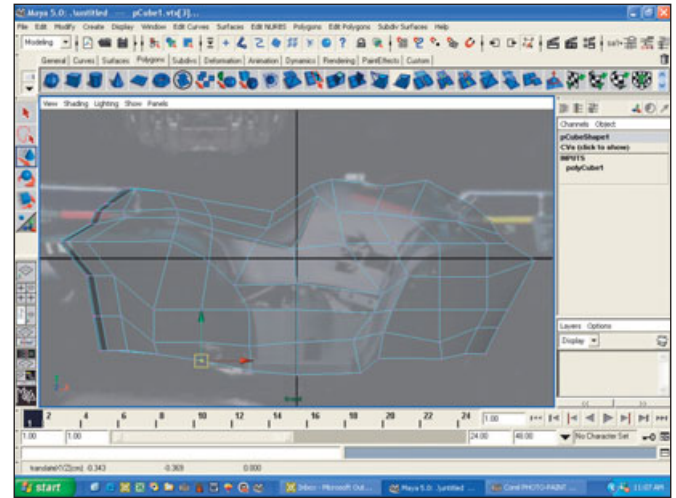 Maya 5.0: .\untitled --- pCube1.vtx[3]...
File Edit Modify Create Display Window Edit Curves Surfaces Edit NURBS Polygons Edit Polygons Subdiv Surfaces Help
Modeling
General Curves Surfaces Polygons Subdivs Deformation Animation Dynamics Rendering PaintEffects Custom
View Shading Lighting Show Panels
Channels Object
pCubeShape1
CVs (click to show)
INPUTS
polyCube1
Layers Options
Display
2 4 6 8 10 12 14 16 18 20 22 24 1.00
1
1.00 1.00 24.00 48.00 No Character Set
translateXYZ(cm) -0.343 -0.369 0.000
start Inbox - Microsoft Out... Maya 5.0: .\untitled ... Corel PHOTO-PAINT ... 11:07 AM